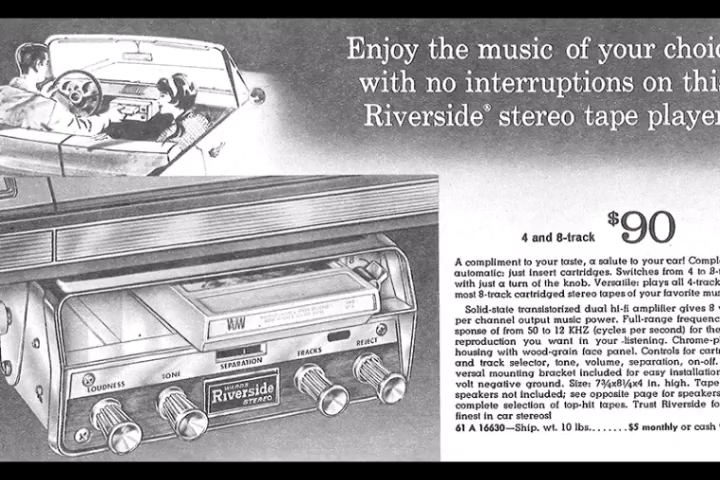 Enjoy the music of your choic
with no interruptions on this
Riverside® stereo tape player
4 and 8-track $90
A compliment to your taste, a salute to your car! Comple
automatic: just insert cartridges. Switches from 4 to 8-t
with just a turn of the knob. Versatile: plays all 4-track
most 8-track cartridged stereo tapes of your favorite mus
Solid-state transistorized dual hi-fi amplifier gives 8
per channel output music power. Full-range frequenc
sponse of from 50 to 12 KHZ (cycles per second) for the
reproduction you want in your listening. Chrome-pl
housing with wood-grain face panel. Controls for cart
and track selector, tone, volume, separation, on-off.
versal mounting bracket included for easy installation
volt negative ground. Size: 7¾x8¼x4 in. high. Tape
speakers not included; see opposite page for speakers
complete selection of top-hit tapes. Trust Riverside fo
finest in car stereos!
61 A 16630—Ship. wt. 10 lbs.......$5 monthly or cash
LOUDNESS
TONE
SEPARATION
TRACKS
REJECT
WARDS
Riverside
STEREO